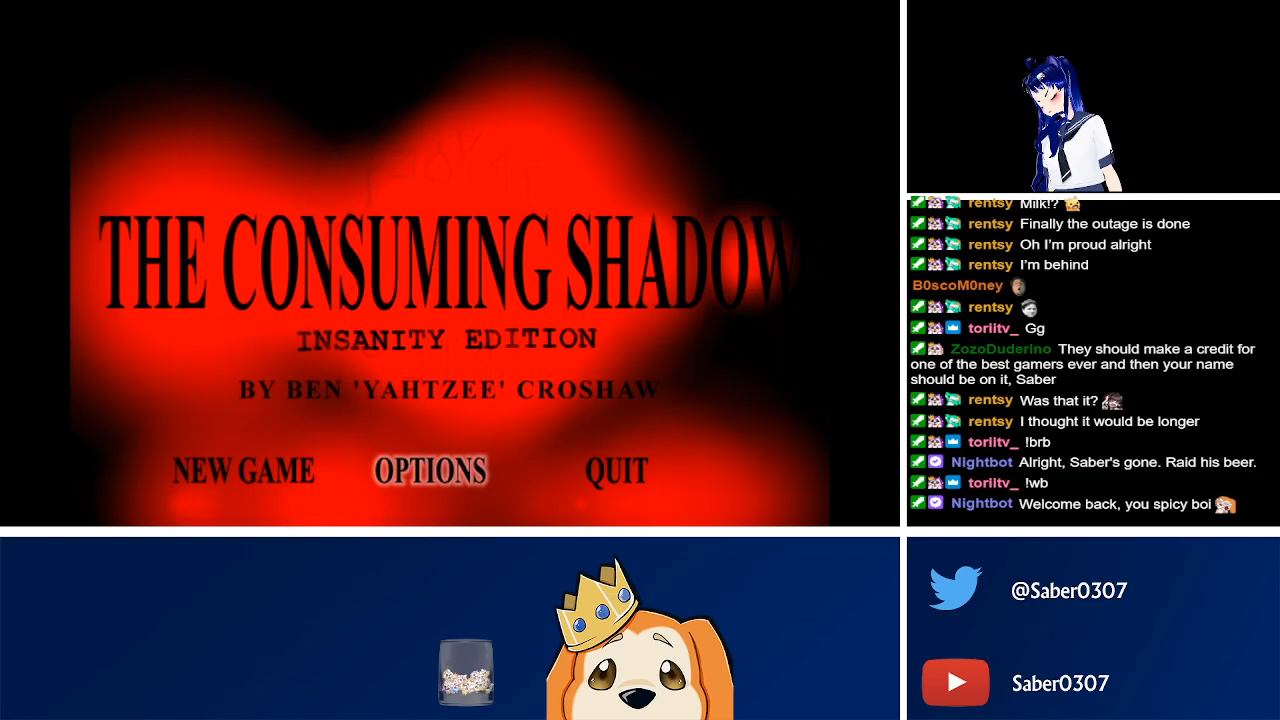 THE CONSUMING SHADOW
INSANITY EDITION
BY BEN 'YAHTZEE' CROSHAW
NEW GAME
OPTIONS
QUIT
rentsy Milk!?
rentsy Finally the outage is done
rentsy Oh I'm proud alright
rentsy I'm behind
B0scoM0ney
rentsy
toriitv_ Gg
ZozoDuderino They should make a credit for
one of the best gamers ever and then your name
should be on it, Saber
rentsy Was that it?
rentsy I thought it would be longer
toriitv_ !brb
Nightbot Alright, Saber's gone. Raid his beer.
toriitv_ !wb
Nightbot Welcome back, you spicy boi
@Saber0307
Saber0307